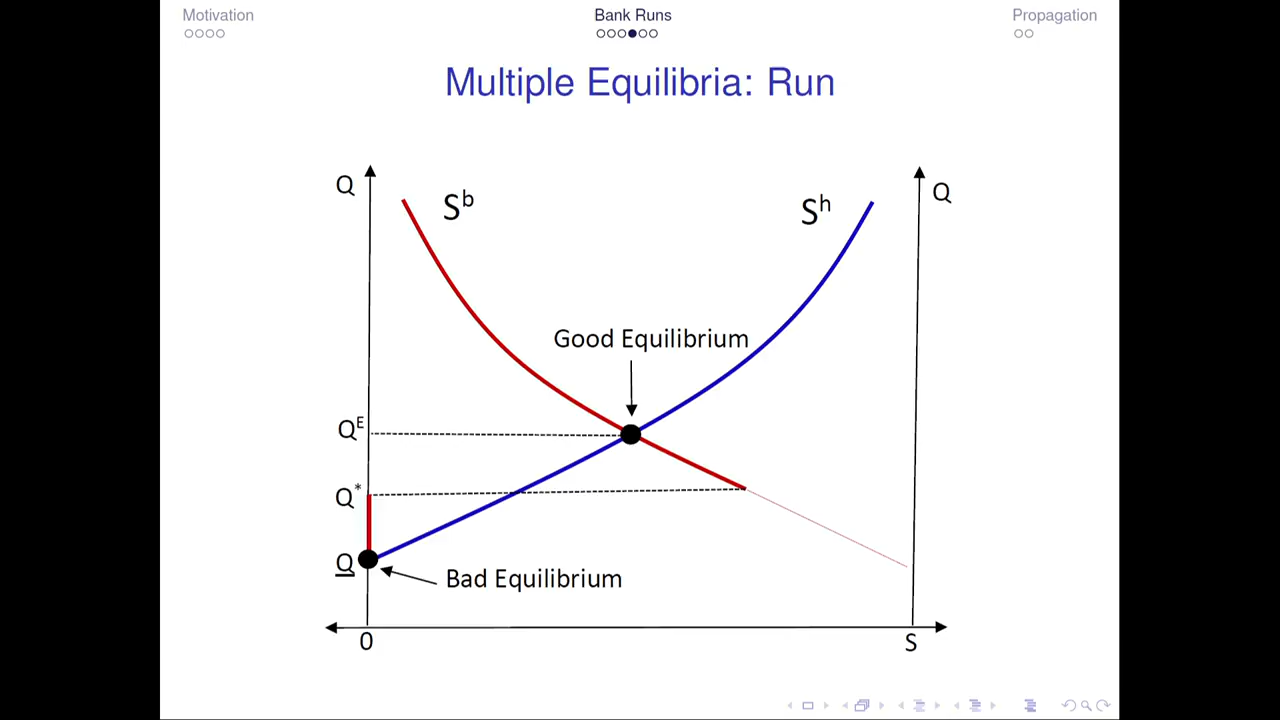 Motivation
Bank Runs
Propagation
Multiple Equilibria: Run
Q
S^b
S^h
Q
Good Equilibrium
Q^E
Q^*
Q
Bad Equilibrium
0
S